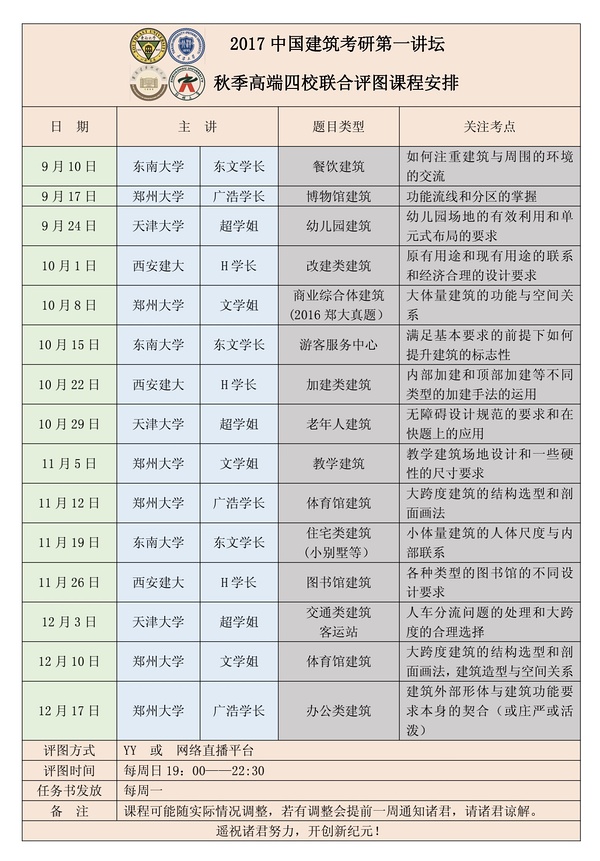 2017 中国建筑考研第一讲坛
秋季高端四校联合评图课程安排
日 期 主 讲 题目类型 关注考点
9 月 10 日 东南大学 东文学长 餐饮建筑 如何注重建筑与周围的环境
的交流
9 月 17 日 郑州大学 广浩学长 博物馆建筑 功能流线和分区的掌握
9 月 24 日 天津大学 超学姐 幼儿园建筑 幼儿园场地的有效利用和单
元式布局的要求
10 月 1 日 西安建大 H 学长 改建类建筑 原有用途和现有用途的联系
和经济合理的设计要求
10 月 8 日 郑州大学 文学姐 商业综合体建筑 大体量建筑的功能与空间关
(2016 郑大真题) 系
10 月 15 日 东南大学 东文学长 游客服务中心 满足基本要求的前提下如何
提升建筑的标志性
10 月 22 日 西安建大 H 学长 加建类建筑 内部加建和顶部加建等不同
类型的加建手法的运用
10 月 29 日 天津大学 超学姐 老年人建筑 无障碍设计规范的要求和在
快题上的应用
11 月 5 日 郑州大学 文学姐 教学建筑 教学建筑场地设计和一些硬
性的尺寸要求
11 月 12 日 郑州大学 广浩学长 体育馆建筑 大跨度建筑的结构选型和剖
面画法
11 月 19 日 东南大学 东文学长 住宅类建筑 小体量建筑的人体尺度与内
(小别墅等) 部联系
11 月 26 日 西安建大 H 学长 图书馆建筑 各种类型的图书馆的不同设
计要求
12 月 3 日 天津大学 超学姐 交通类建筑 人车分流问题的处理和大跨
客运站 度的合理选择
12 月 10 日 郑州大学 文学姐 体育馆建筑 大跨度建筑的结构选型和剖
面画法，建筑造型与空间关系
12 月 17 日 郑州大学 广浩学长 办公类建筑 建筑外部形体与建筑功能要
求本身的契合（或庄严或活
泼）
评图方式 YY 或 网络直播平台
评图时间 每周日 19：00——22:30
任务书发放 每周一
备 注 课程可能随实际情况调整，若有调整会提前一周通知诸君，请诸君谅解。
遥祝诸君努力，开创新纪元！